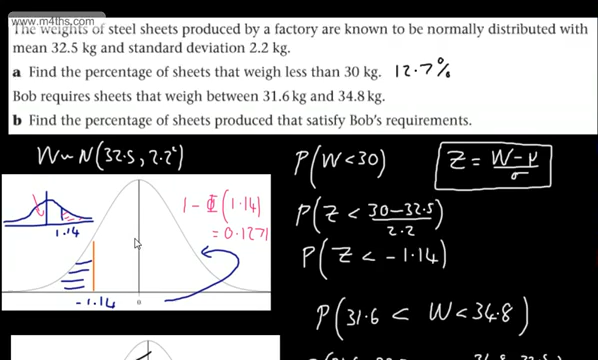 www.m4ths.com
The weights of steel sheets produced by a factory are known to be normally distributed with
mean 32.5 kg and standard deviation 2.2 kg.
a Find the percentage of sheets that weigh less than 30 kg. 12.7%
Bob requires sheets that weigh between 31.6 kg and 34.8 kg.
b Find the percentage of sheets produced that satisfy Bob's requirements.
W~N(32.5, 2.2²)
P(W<30)
Z = W-μ/σ
1.14
1 - Φ(1.14)
= 0.1271
P(Z < 30-32.5/2.2)
P(Z < -1.14)
-1.14
0
P(31.6 < W < 34.8)